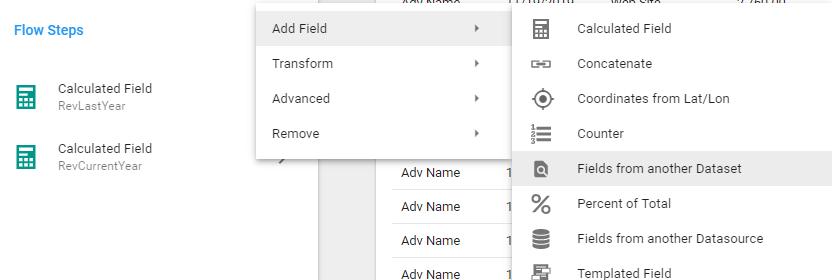 Flow Steps
Calculated Field
RevLastYear
Calculated Field
RevCurrentYear
Add Field
Transform
Advanced
Remove
Calculated Field
Concatenate
Coordinates from Lat/Lon
Counter
Fields from another Dataset
Percent of Total
Fields from another Datasource
Templated Field
Adv Name
Adv Name
Adv Name
Adv Name
Adv Name